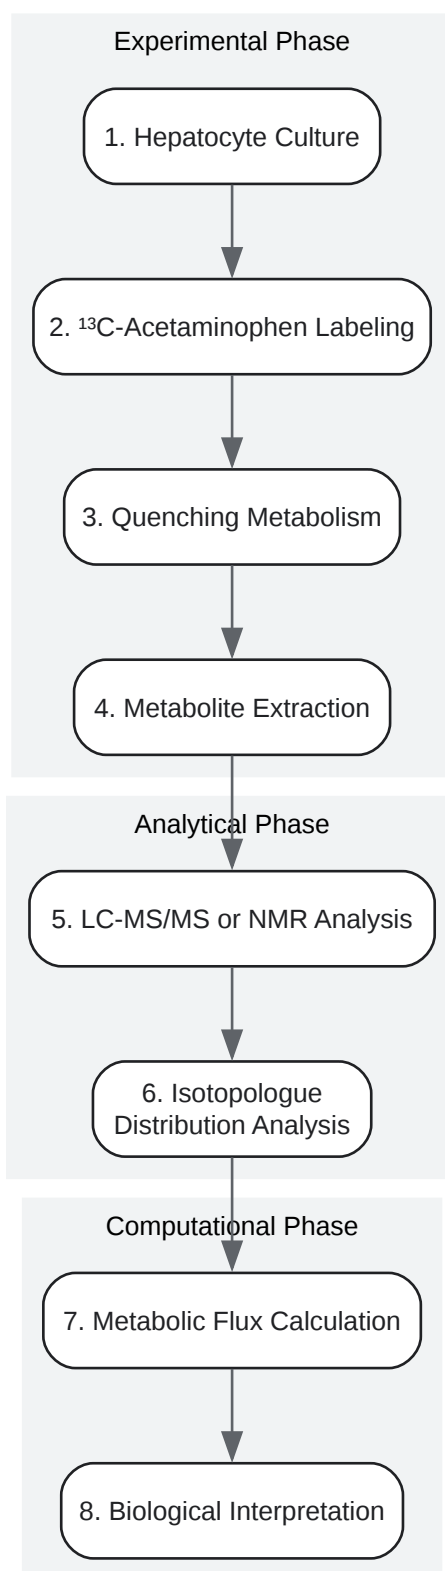 Experimental Phase
1. Hepatocyte Culture
2. ¹³C-Acetaminophen Labeling
3. Quenching Metabolism
4. Metabolite Extraction
Analytical Phase
5. LC-MS/MS or NMR Analysis
6. Isotopologue
Distribution Analysis
Computational Phase
7. Metabolic Flux Calculation
8. Biological Interpretation